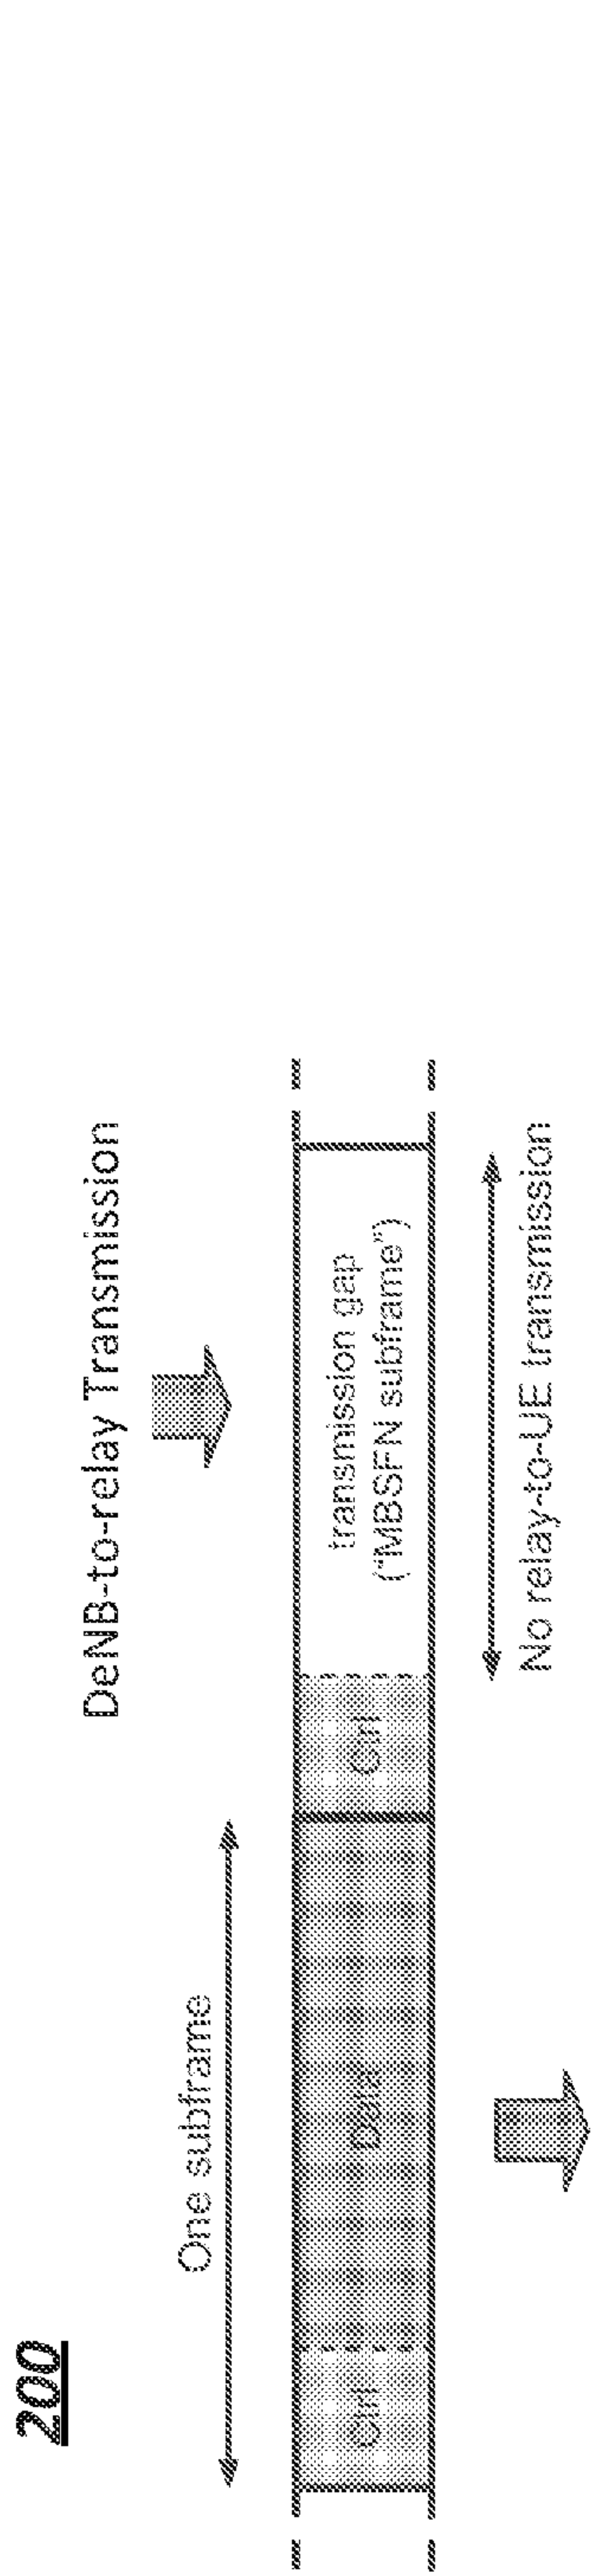 200
One subframe
DeNB-to-relay Transmission
Ctrl
Data
Ctrl
transmission gap
("MBSFN subframe")
No relay-to-UE transmission